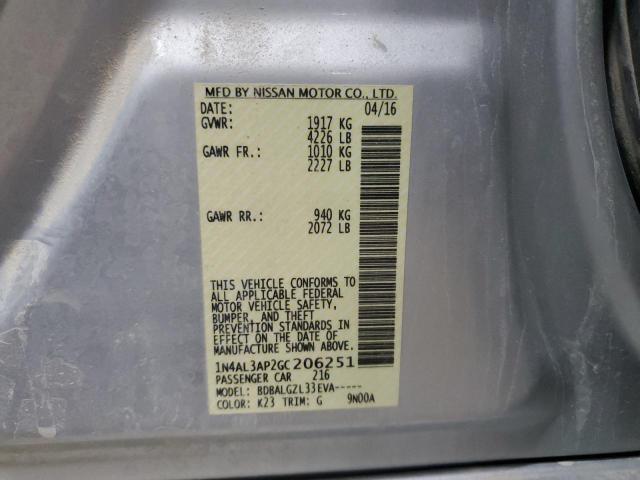 MFD BY NISSAN MOTOR CO., LTD.
DATE: 04/16
GVWR: 1917 KG
4226 LB
GAWR FR.: 1010 KG
2227 LB
GAWR RR.: 940 KG
2072 LB
THIS VEHICLE CONFORMS TO
ALL APPLICABLE FEDERAL
MOTOR VEHICLE SAFETY,
BUMPER, AND THEFT
PREVENTION STANDARDS IN
EFFECT ON THE DATE OF
MANUFACTURE SHOWN ABOVE.
1N4AL3AP2GC206251
PASSENGER CAR 216
MODEL: BDBALGZL33EVA-----
COLOR: K23 TRIM: G 9N00A